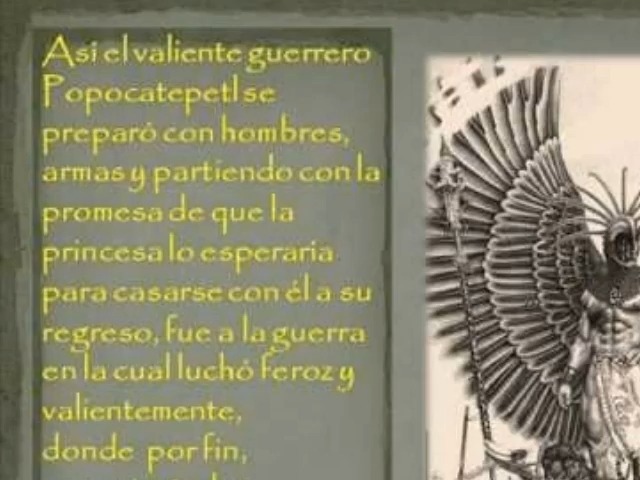 Asi el valiente guerrero
Popocatepetl se
preparó con hombres,
armas y partiendo con la
promesa de que la
princesa lo esperaria
para casarse con él a su
regreso, fue a la guerra
en la cual luchó feroz y
valientemente,
donde por fin,